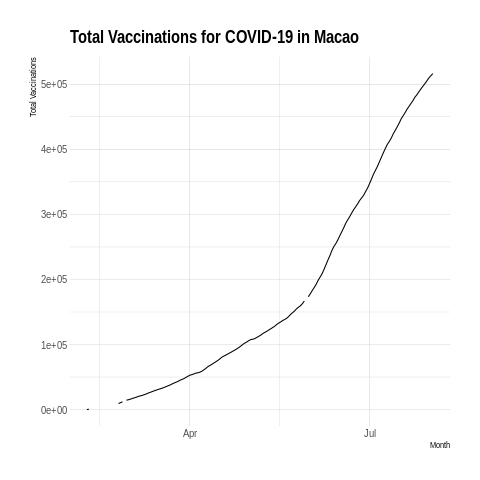 Total Vaccinations for COVID-19 in Macao
Total Vaccinations
5e+05
4e+05
3e+05
2e+05
1e+05
0e+00
Apr
Jul
Month